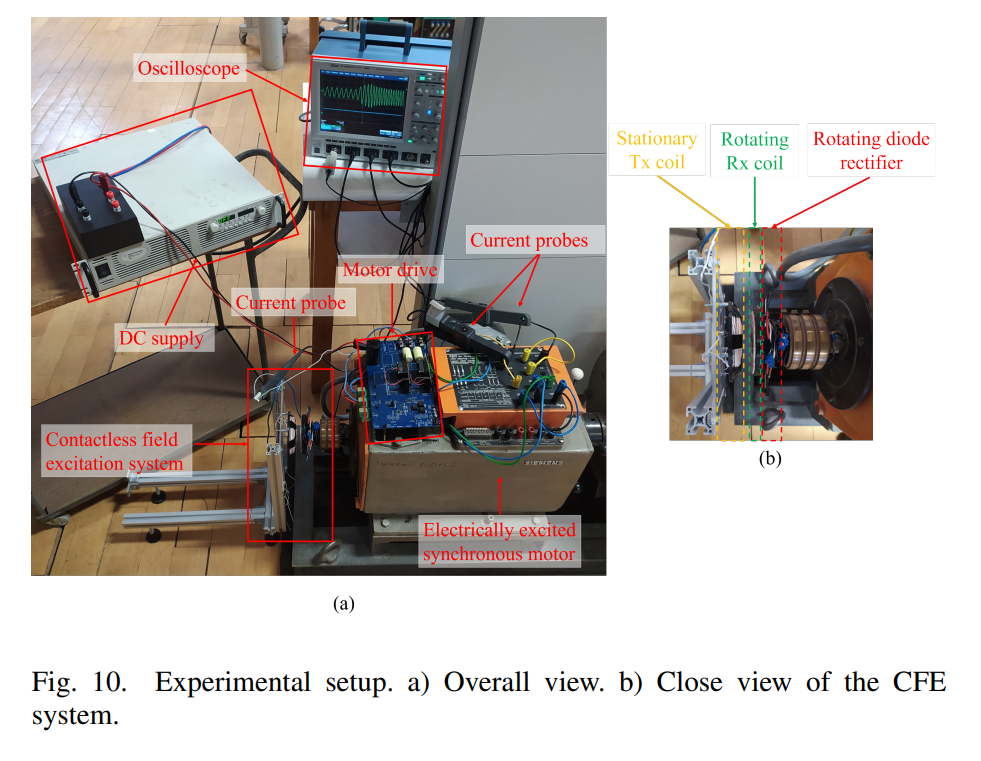 Oscilloscope
Current probes
Motor drive
Current probe
DC supply
Contactless field
excitation system
SIEMENS
Electrically excited
synchronous motor
(a)
Stationary
Tx coil
Rotating
Rx coil
Rotating diode
rectifier
(b)
Fig. 10. Experimental setup. a) Overall view. b) Close view of the CFE
system.